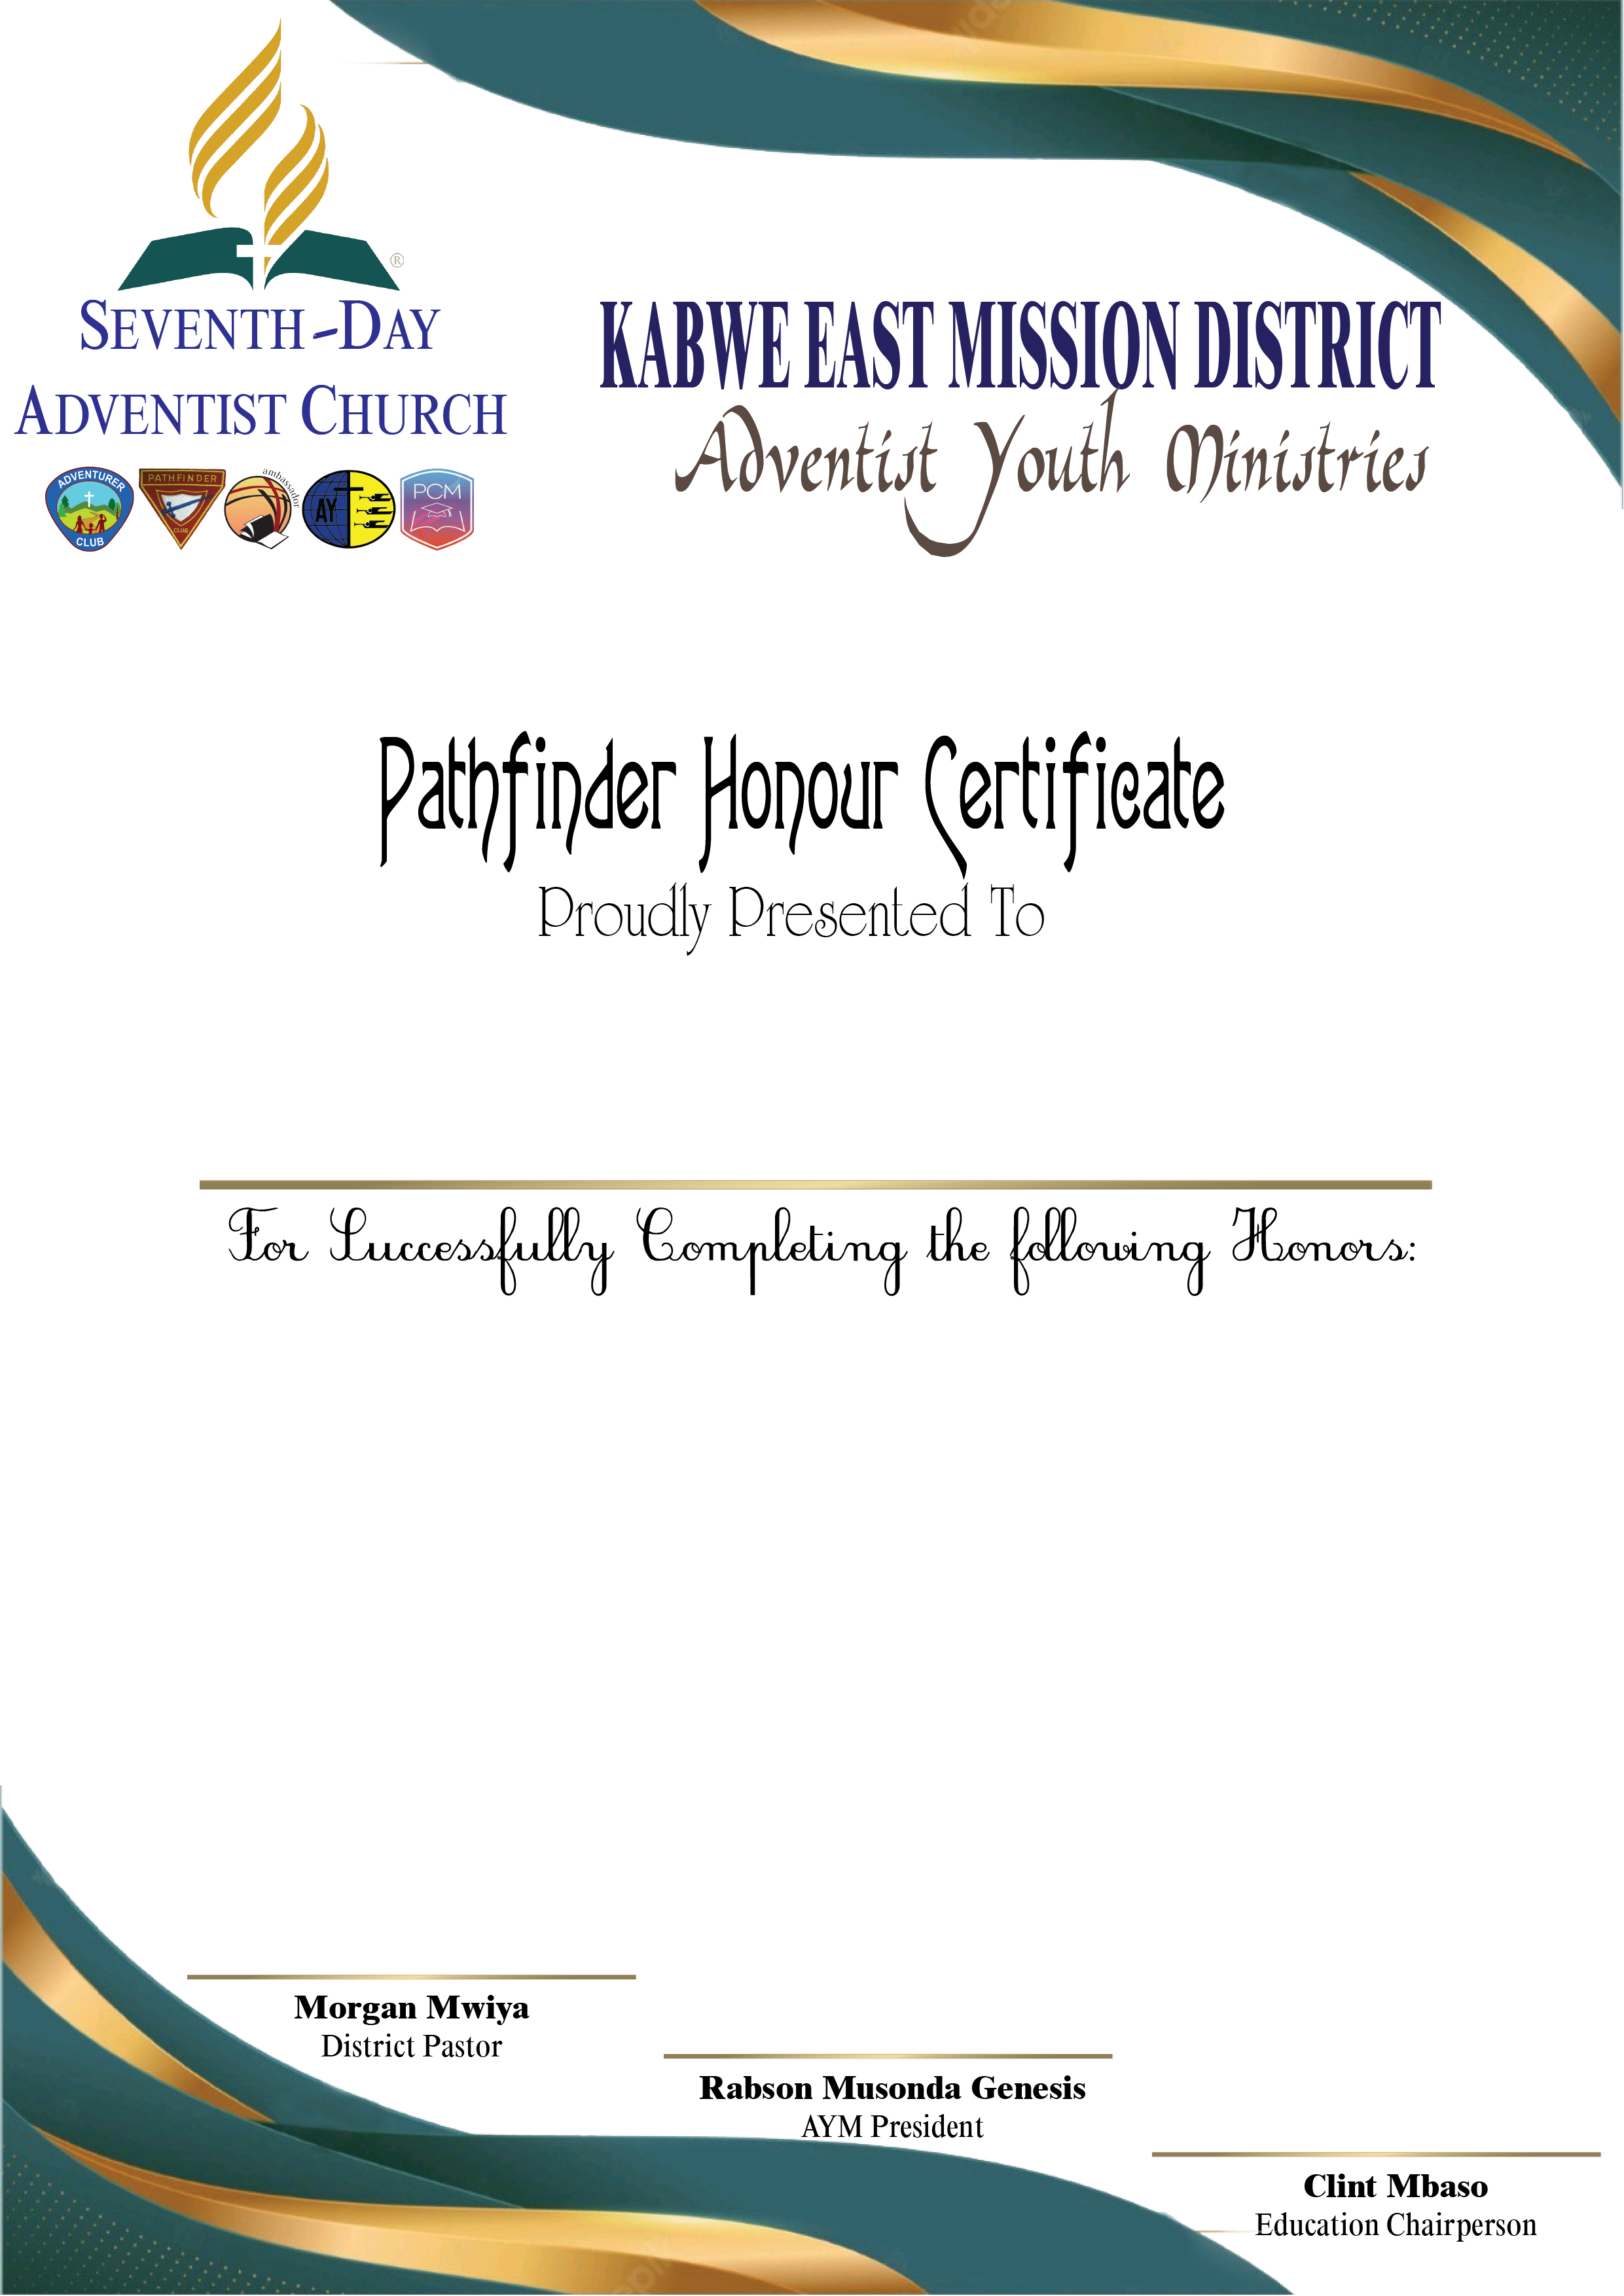 ®
SEVENTH-DAY
ADVENTIST CHURCH
KABWE EAST MISSION DISTRICT
Adventist Youth Ministries
ADVENTURER
CLUB
PATHFINDER
CLUB
ambassador
AY
PCM
Pathfinder Honour Certificate
Proudly Presented To
For Successfully Completing the following Honors:
Morgan Mwiya
District Pastor
Rabson Musonda Genesis
AYM President
Clint Mbaso
Education Chairperson